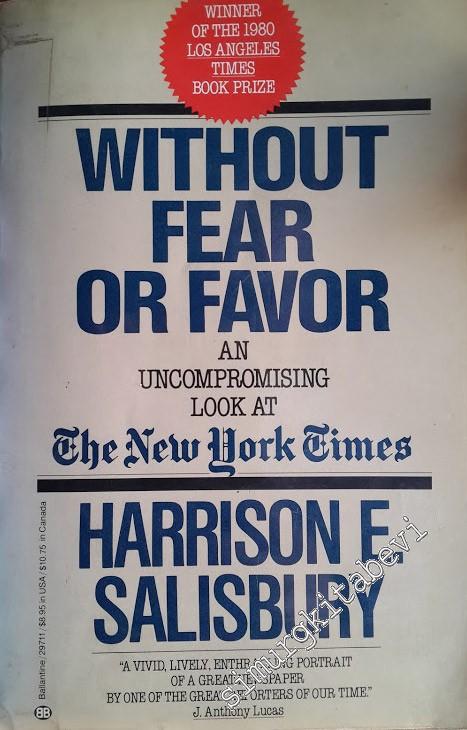 WINNER
OF THE 1980
LOS ANGELES
TIMES
BOOK PRIZE
WITHOUT
FEAR
OR FAVOR
AN
UNCOMPROMISING
LOOK AT
The New York Times
HARRISON E.
SALISBURY
"A VIVID, LIVELY, ENTHRALLING PORTRAIT
OF A GREAT NEWSPAPER
BY ONE OF THE GREAT REPORTERS OF OUR TIME."
J. Anthony Lucas
Ballantine/29711/$8.95 in USA/$10.75 in Canada
BB
simurgkitabevi